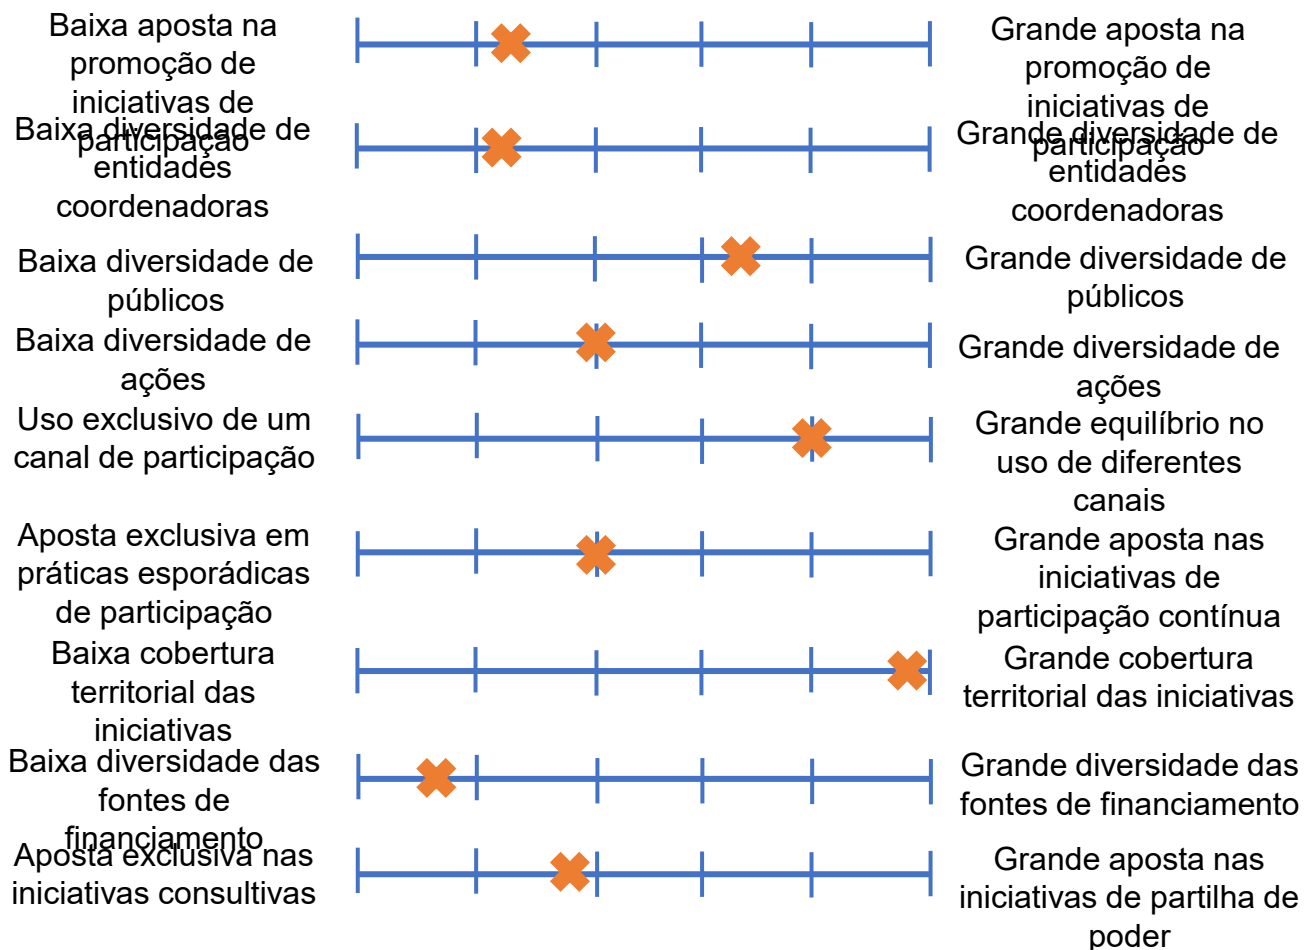 Baixa aposta na
promoção de
iniciativas de
participação
Grande aposta na
promoção de
iniciativas de
participação
Baixa diversidade de
entidades
coordenadoras
Grande diversidade de
entidades
coordenadoras
Baixa diversidade de
públicos
Grande diversidade de
públicos
Baixa diversidade de
ações
Grande diversidade de
ações
Uso exclusivo de um
canal de participação
Grande equilíbrio no
uso de diferentes
canais
Aposta exclusiva em
práticas esporádicas
de participação
Grande aposta nas
iniciativas de
participação contínua
Baixa cobertura
territorial das
iniciativas
Grande cobertura
territorial das iniciativas
Baixa diversidade das
fontes de
financiamento
Grande diversidade das
fontes de financiamento
Aposta exclusiva nas
iniciativas consultivas
Grande aposta nas
iniciativas de partilha de
poder